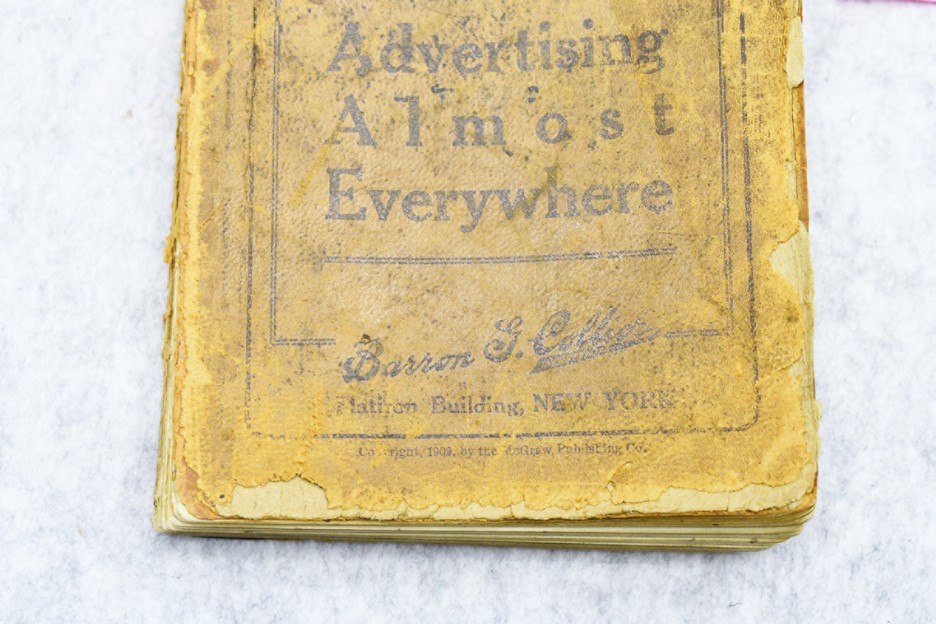 Advertising
Almost
Everywhere
Barron G. Collier
Flatiron Building, NEW YORK
Copyright, 1909, by the McGraw Publishing Co.